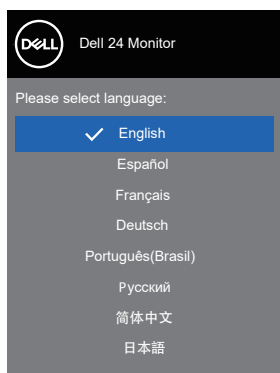 DELL
Dell 24 Monitor
Please select language:
English
Español
Français
Deutsch
Português(Brasil)
Русский
简体中文
日本語